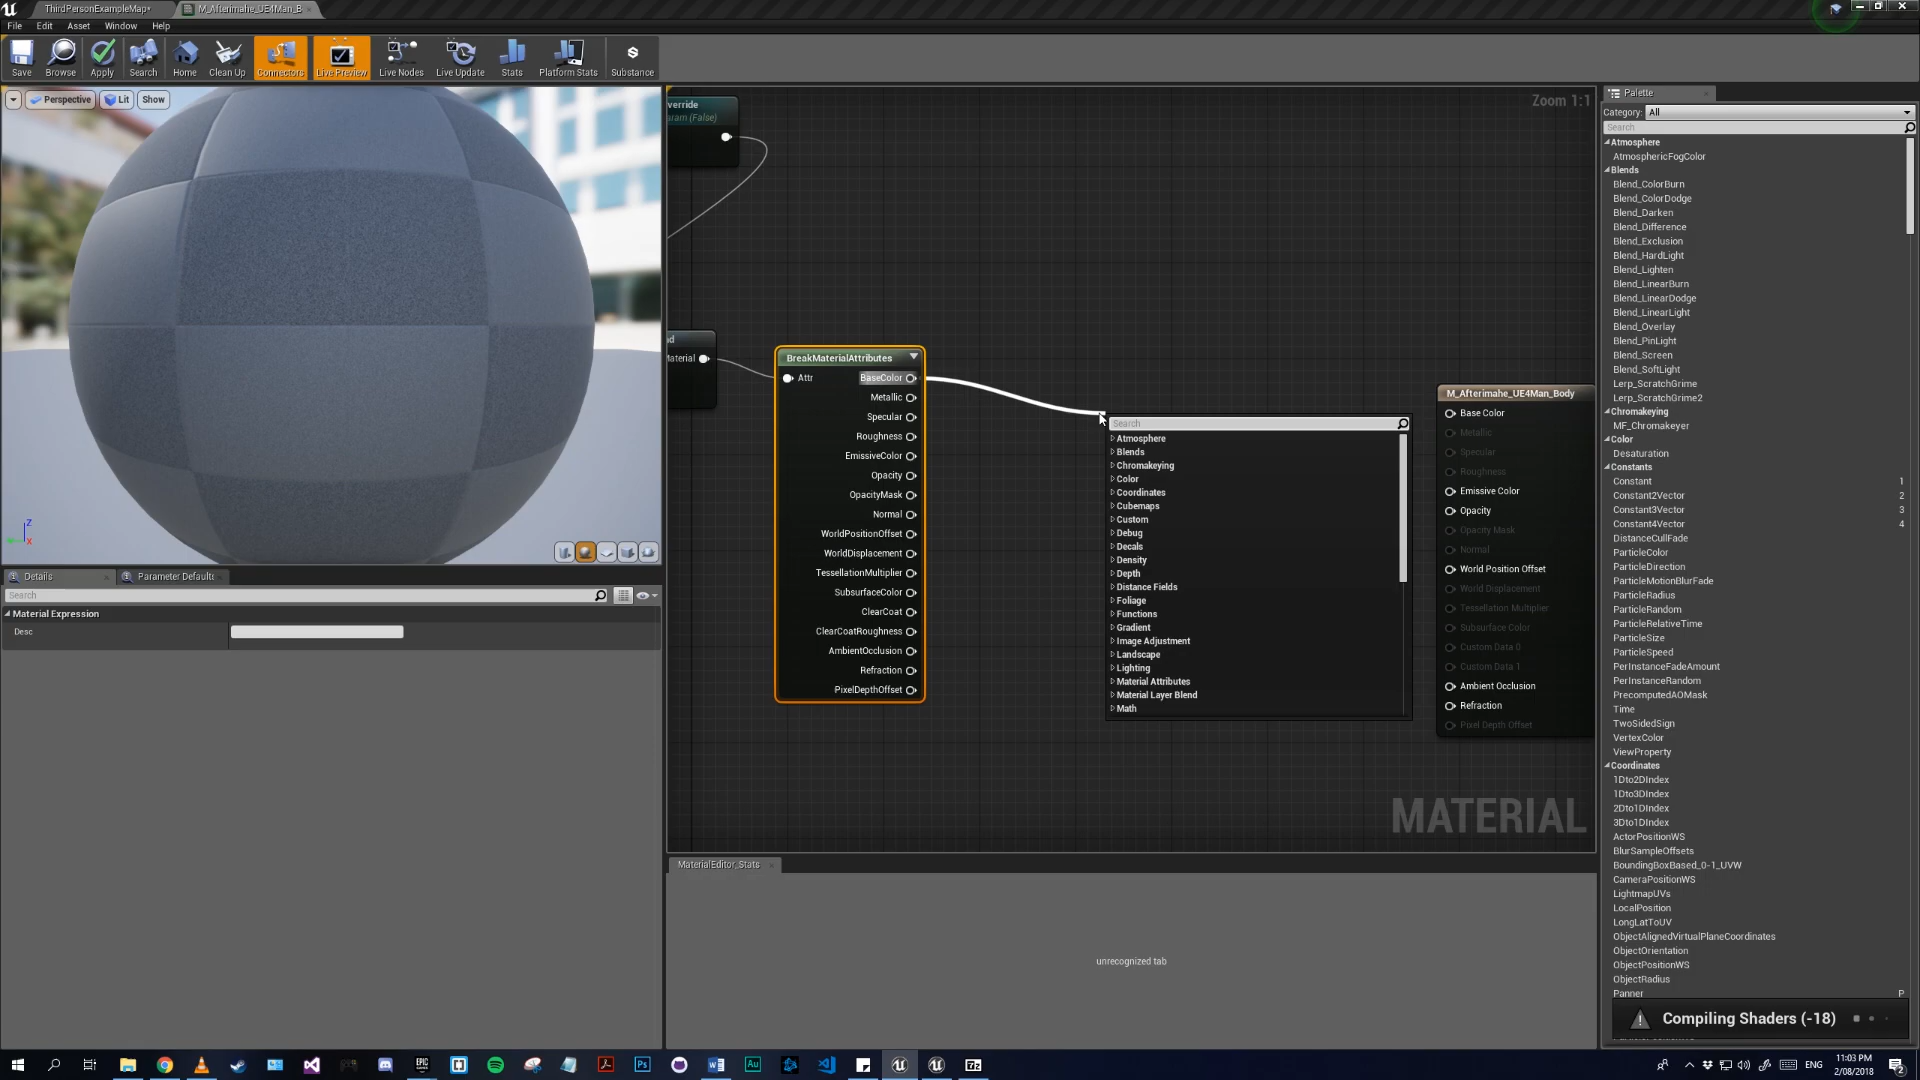 ThirdPersonExampleMap*
M_Afterimahe_UE4Man_B
File Edit Asset Window Help
Save Browse Apply Search Home Clean Up Connectors Live Preview Live Nodes Live Update Stats Platform Stats Substance
Perspective Lit Show
Details
Parameter Defaults
Search
Material Expression
Desc
verride
aram (False)
Zoom 1:1
aterial
BreakMaterialAttributes
Attr
BaseColor
Metallic
Specular
Roughness
EmissiveColor
Opacity
OpacityMask
Normal
WorldPositionOffset
WorldDisplacement
TessellationMultiplier
SubsurfaceColor
ClearCoat
ClearCoatRoughness
AmbientOcclusion
Refraction
PixelDepthOffset
Search
Atmosphere
Blends
Chromakeying
Color
Coordinates
Cubemaps
Custom
Debug
Decals
Density
Depth
Distance Fields
Foliage
Functions
Gradient
Image Adjustment
Landscape
Lighting
Material Attributes
Material Layer Blend
Math
M_Afterimahe_UE4Man_Body
Base Color
Metallic
Specular
Roughness
Emissive Color
Opacity
Opacity Mask
Normal
World Position Offset
World Displacement
Tessellation Multiplier
Subsurface Color
Custom Data 0
Custom Data 1
Ambient Occlusion
Refraction
Pixel Depth Offset
MATERIAL
MaterialEditor_Stats
unrecognized tab
Palette
Category: All
Search
Atmosphere
AtmosphericFogColor
Blends
Blend_ColorBurn
Blend_ColorDodge
Blend_Darken
Blend_Difference
Blend_Exclusion
Blend_HardLight
Blend_Lighten
Blend_LinearBurn
Blend_LinearDodge
Blend_LinearLight
Blend_Overlay
Blend_PinLight
Blend_Screen
Blend_SoftLight
Lerp_ScratchGrime
Lerp_ScratchGrime2
Chromakeying
MF_Chromakeyer
Color
Desaturation
Constants
Constant 1
Constant2Vector 2
Constant3Vector 3
Constant4Vector 4
DistanceCullFade
ParticleColor
ParticleDirection
ParticleMotionBlurFade
ParticleRadius
ParticleRandom
ParticleRelativeTime
ParticleSize
ParticleSpeed
PerInstanceFadeAmount
PerInstanceRandom
PrecomputedAOMask
Time
TwoSidedSign
VertexColor
ViewProperty
Coordinates
1Dto2DIndex
1Dto3DIndex
2Dto1DIndex
3Dto1DIndex
ActorPositionWS
BlurSampleOffsets
BoundingBoxBased_0-1_UVW
CameraPositionWS
LightmapUVs
LocalPosition
LongLatToUV
ObjectAlignedVirtualPlaneCoordinates
ObjectOrientation
ObjectPositionWS
ObjectRadius
Panner P
Compiling Shaders (-18)
ENG
11:03 PM
2/08/2018